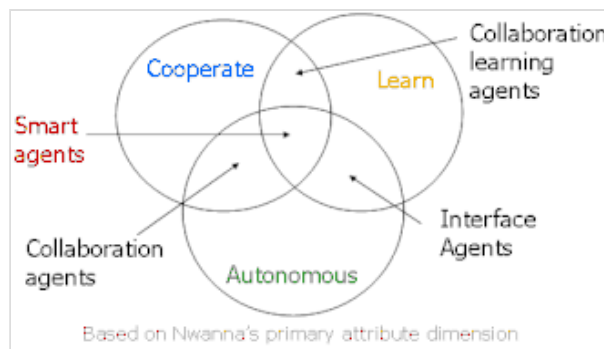 Cooperate
Learn
Collaboration
learning
agents
Smart
agents
Collaboration
agents
Interface
Agents
Autonomous
Based on Nwanna's primary attribute dimension